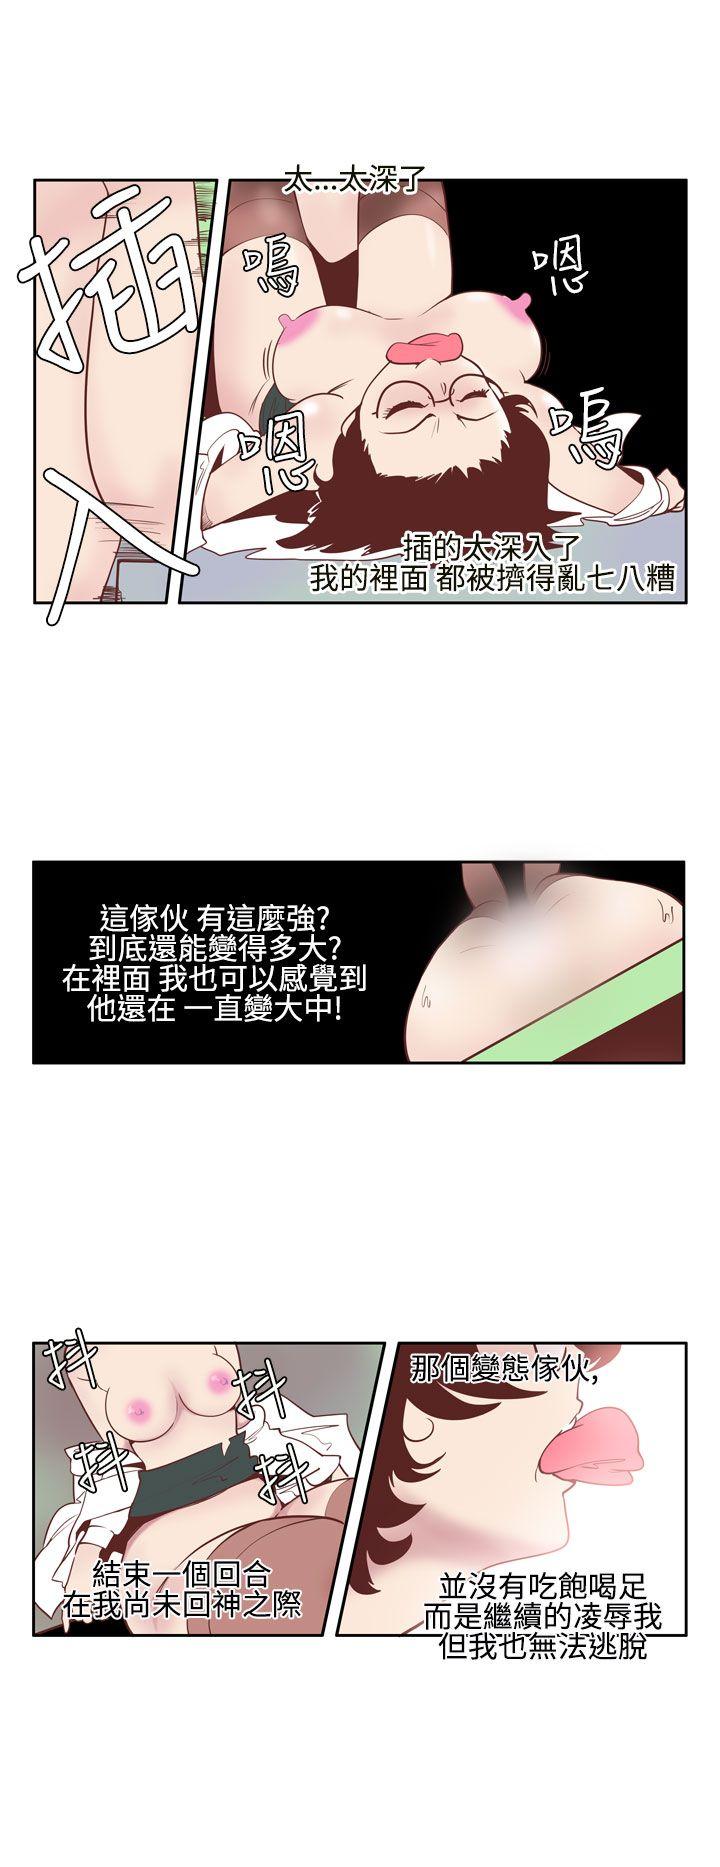 太...太深了
插入
嗚
嗯
嗯
嗚
插的太深入了
我的裡面 都被擠得亂七八糟
這傢伙 有這麼強?
到底還能變得多大?
在裡面 我也可以感覺到
他還在 一直變大中!
抖
抖
抖
抖
結束一個回合
在我尚未回神之際
那個變態傢伙,
並沒有吃飽喝足
而是繼續的凌辱我
但我也無法逃脫